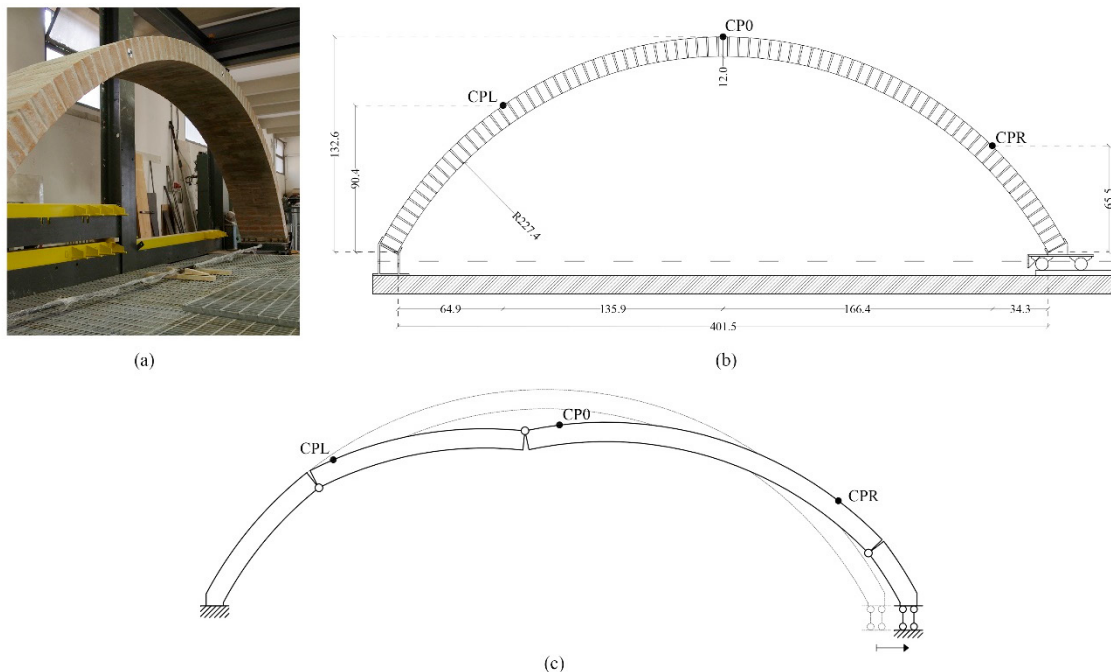 CP0
CPL
12.0
132.6
90.4
CPR
65.5
R227.4
64.9
135.9
166.4
34.3
401.5
(a)
(b)
CP0
CPL
CPR
(c)